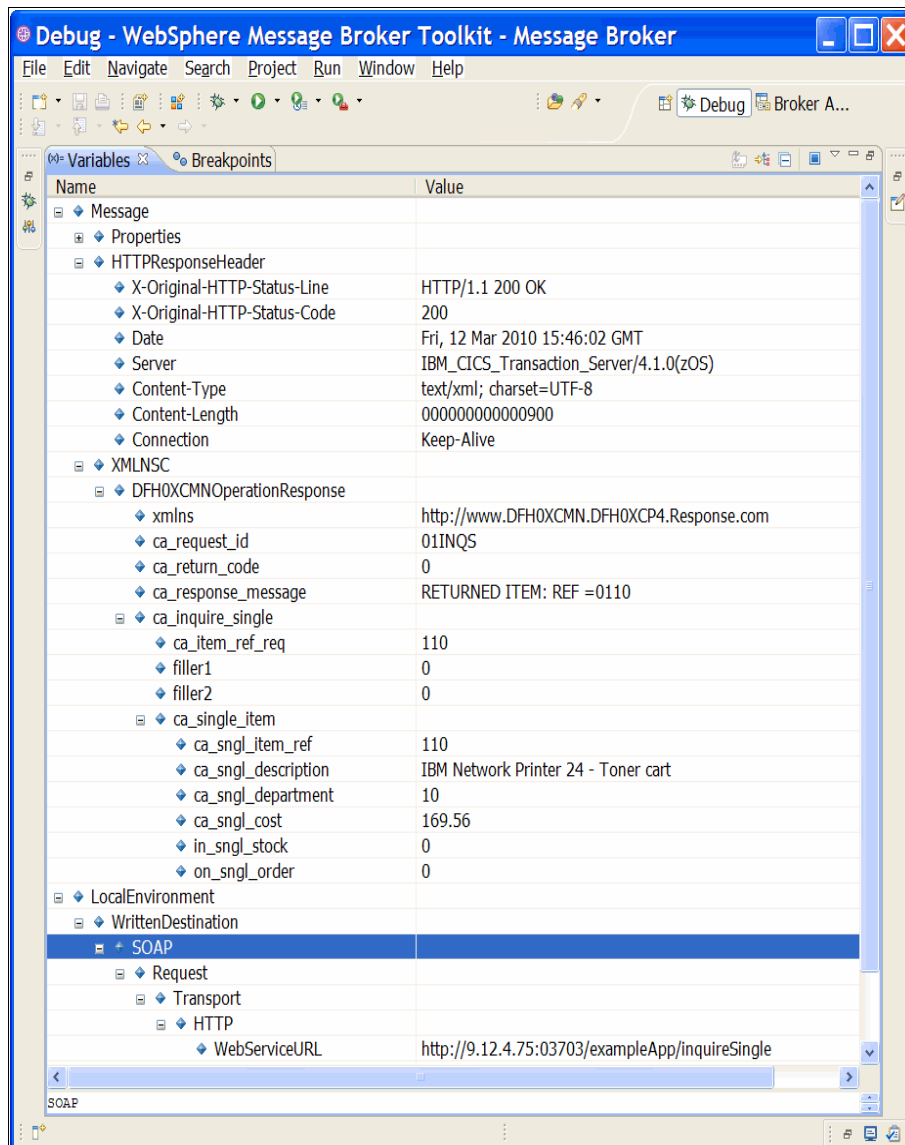 Debug - WebSphere Message Broker Toolkit - Message Broker
File Edit Navigate Search Project Run Window Help
Debug Broker A...
(x)= Variables Breakpoints
Name Value
Message
Properties
HTTPResponseHeader
X-Original-HTTP-Status-Line HTTP/1.1 200 OK
X-Original-HTTP-Status-Code 200
Date Fri, 12 Mar 2010 15:46:02 GMT
Server IBM_CICS_Transaction_Server/4.1.0(zOS)
Content-Type text/xml; charset=UTF-8
Content-Length 000000000000900
Connection Keep-Alive
XMLNSC
DFH0XCMNOperationResponse
xmlns http://www.DFH0XCMN.DFH0XCP4.Response.com
ca_request_id 01INQS
ca_return_code 0
ca_response_message RETURNED ITEM: REF =0110
ca_inquire_single
ca_item_ref_req 110
filler1 0
filler2 0
ca_single_item
ca_sngl_item_ref 110
ca_sngl_description IBM Network Printer 24 - Toner cart
ca_sngl_department 10
ca_sngl_cost 169.56
in_sngl_stock 0
on_sngl_order 0
LocalEnvironment
WrittenDestination
SOAP
Request
Transport
HTTP
WebServiceURL http://9.12.4.75:03703/exampleApp/inquireSingle
SOAP